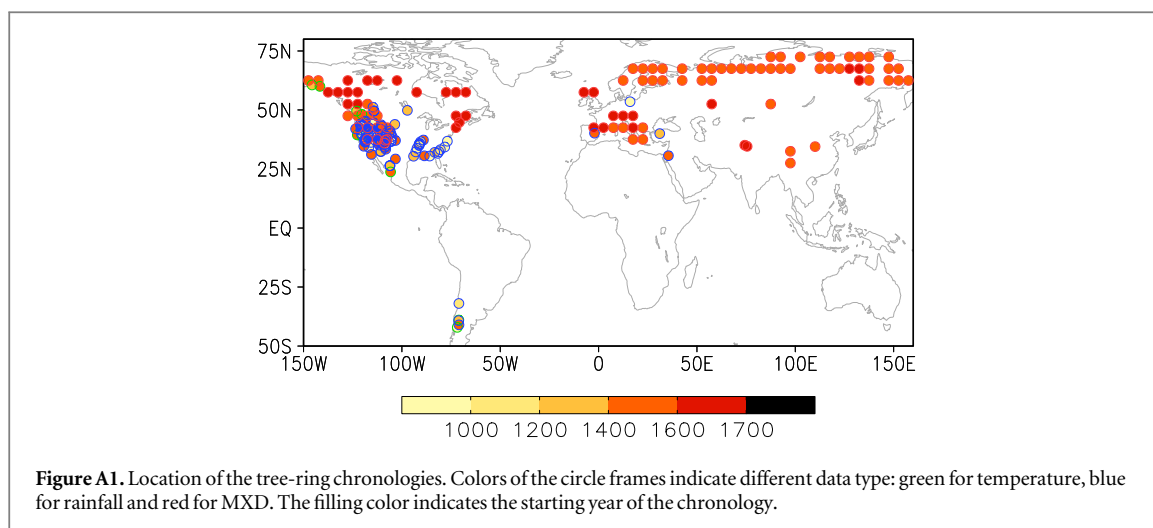 75N
50N
25N
EQ
25S
50S
150W 100W 50W 0 50E 100E 150E
1000 1200 1400 1600 1700
Figure A1. Location of the tree-ring chronologies. Colors of the circle frames indicate different data type: green for temperature, blue
for rainfall and red for MXD. The filling color indicates the starting year of the chronology.